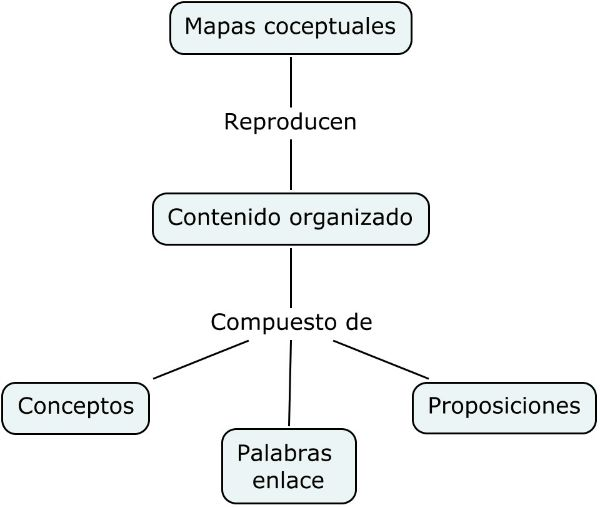 Mapas coceptuales
Reproducen
Contenido organizado
Compuesto de
Conceptos
Proposiciones
Palabras
enlace